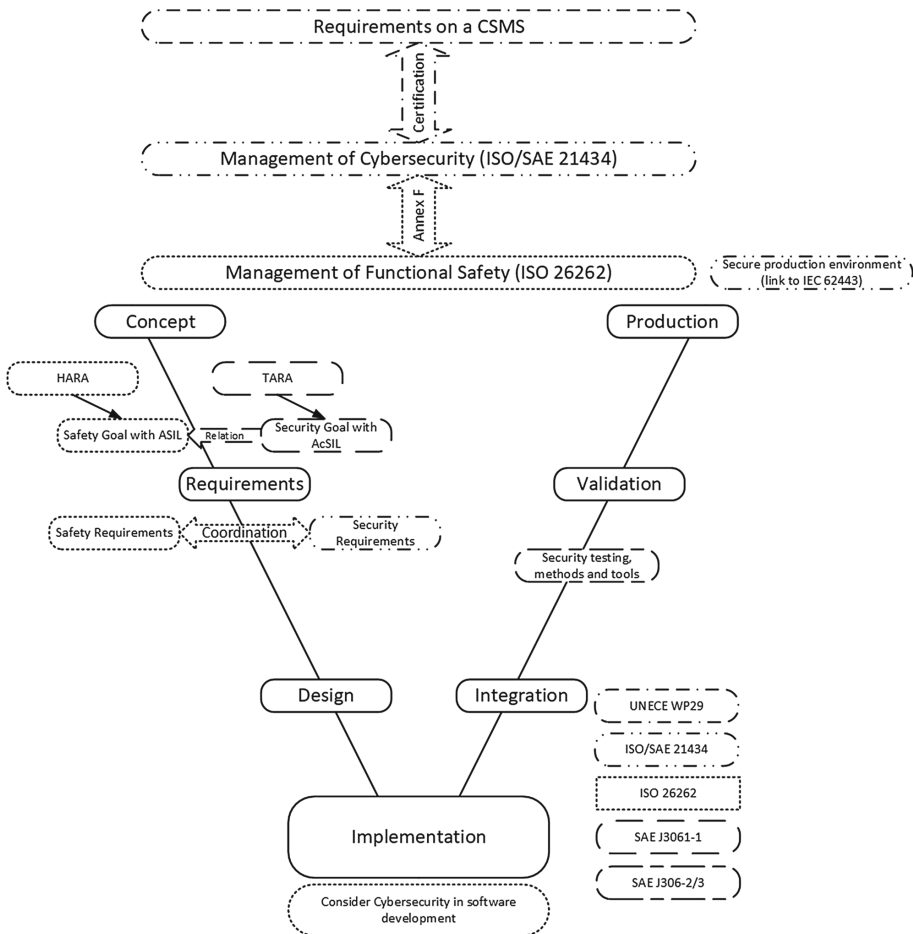 Requirements on a CSMS
Certification
Management of Cybersecurity (ISO/SAE 21434)
Annex F
Management of Functional Safety (ISO 26262)
Secure production environment
(link to IEC 62443)
Concept
Production
HARA
TARA
Safety Goal with ASIL
Relation
Security Goal with
AcSIL
Requirements
Validation
Safety Requirements
Coordination
Security
Requirements
Security testing,
methods and tools
Design
Integration
UNECE WP29
ISO/SAE 21434
ISO 26262
SAE J3061-1
SAE J306-2/3
Implementation
Consider Cybersecurity in software
development